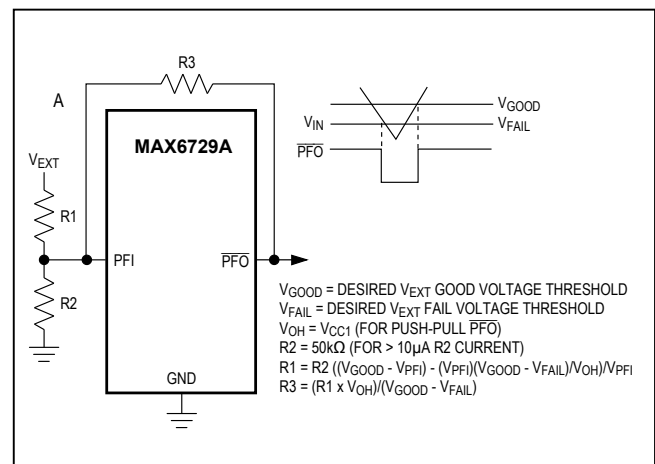 R3
A
MAX6729A
VGOOD
VIN
VFAIL
PFO
VEXT
R1
PFI
PFO
R2
GND
VGOOD = DESIRED VEXT GOOD VOLTAGE THRESHOLD
VFAIL = DESIRED VEXT FAIL VOLTAGE THRESHOLD
VOH = VCC1 (FOR PUSH-PULL PFO)
R2 = 50kΩ (FOR > 10µA R2 CURRENT)
R1 = R2 ((VGOOD - VPFI) - (VPFI)(VGOOD - VFAIL)/VOH)/VPFI
R3 = (R1 x VOH)/(VGOOD - VFAIL)